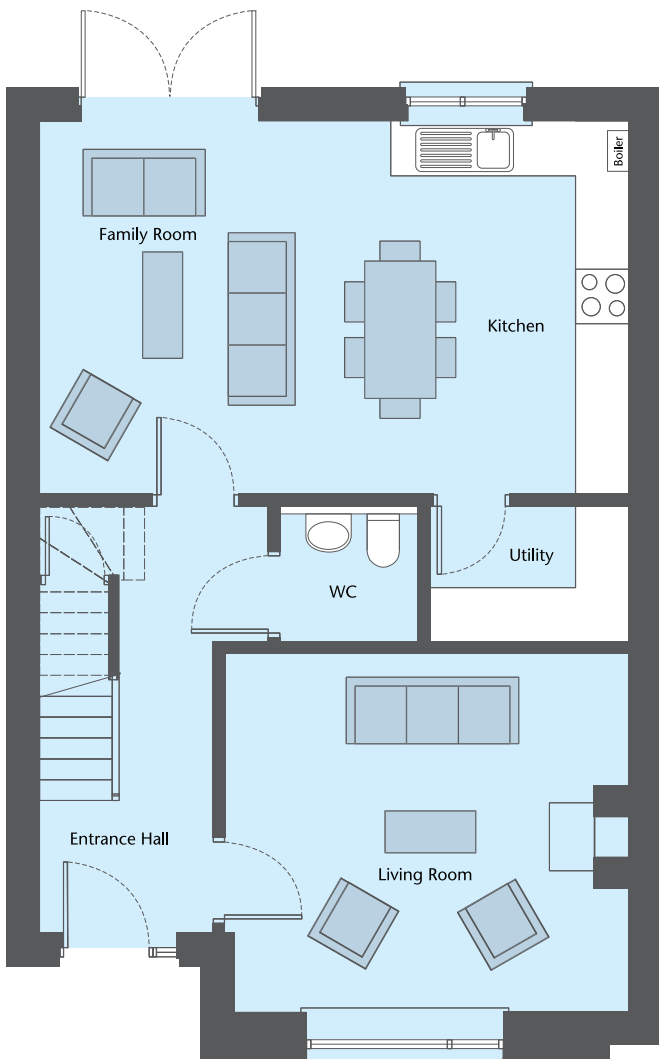 Boiler
Family Room
Kitchen
Utility
WC
Entrance Hall
Living Room